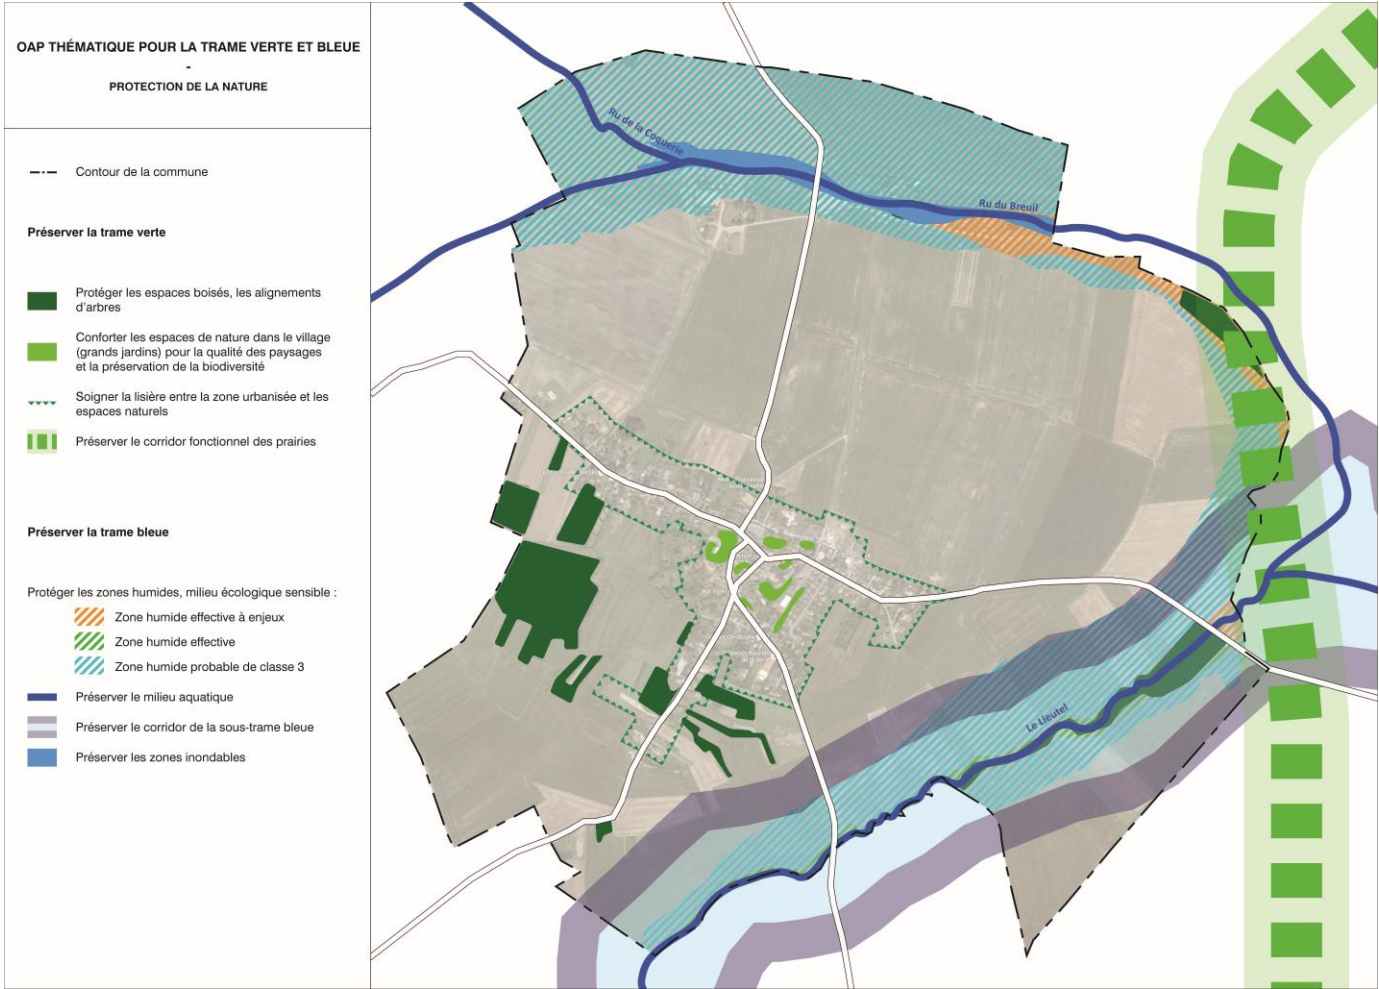 OAP THÉMATIQUE POUR LA TRAME VERTE ET BLEUE
-
PROTECTION DE LA NATURE
Contour de la commune
Préserver la trame verte
Protéger les espaces boisés, les alignements
d'arbres
Conforter les espaces de nature dans le village
(grands jardins) pour la qualité des paysages
et la préservation de la biodiversité
Soigner la lisière entre la zone urbanisée et les
espaces naturels
Préserver le corridor fonctionnel des prairies
Préserver la trame bleue
Protéger les zones humides, milieu écologique sensible :
Zone humide effective à enjeux
Zone humide effective
Zone humide probable de classe 3
Préserver le milieu aquatique
Préserver le corridor de la sous-trame bleue
Préserver les zones inondables
Ru de la Coquerie
Ru du Breuil
Le Lieutel